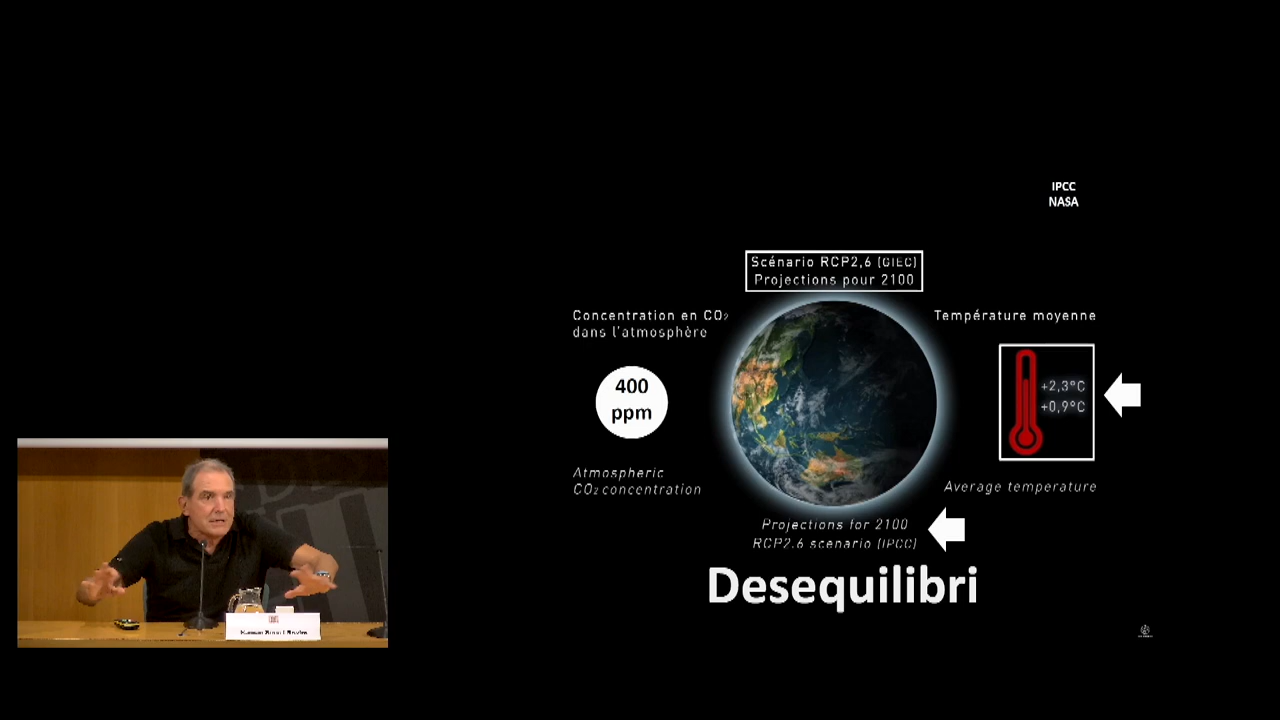 IPCC
NASA
Scénario RCP2,6 (GIEC)
Projections pour 2100
Concentration en CO₂
dans l'atmosphère
Température moyenne
400
ppm
+2,3°C
+0,9°C
Atmospheric
CO₂ concentration
Average temperature
Projections for 2100
RCP2.6 scenario (IPCC)
Desequilibri